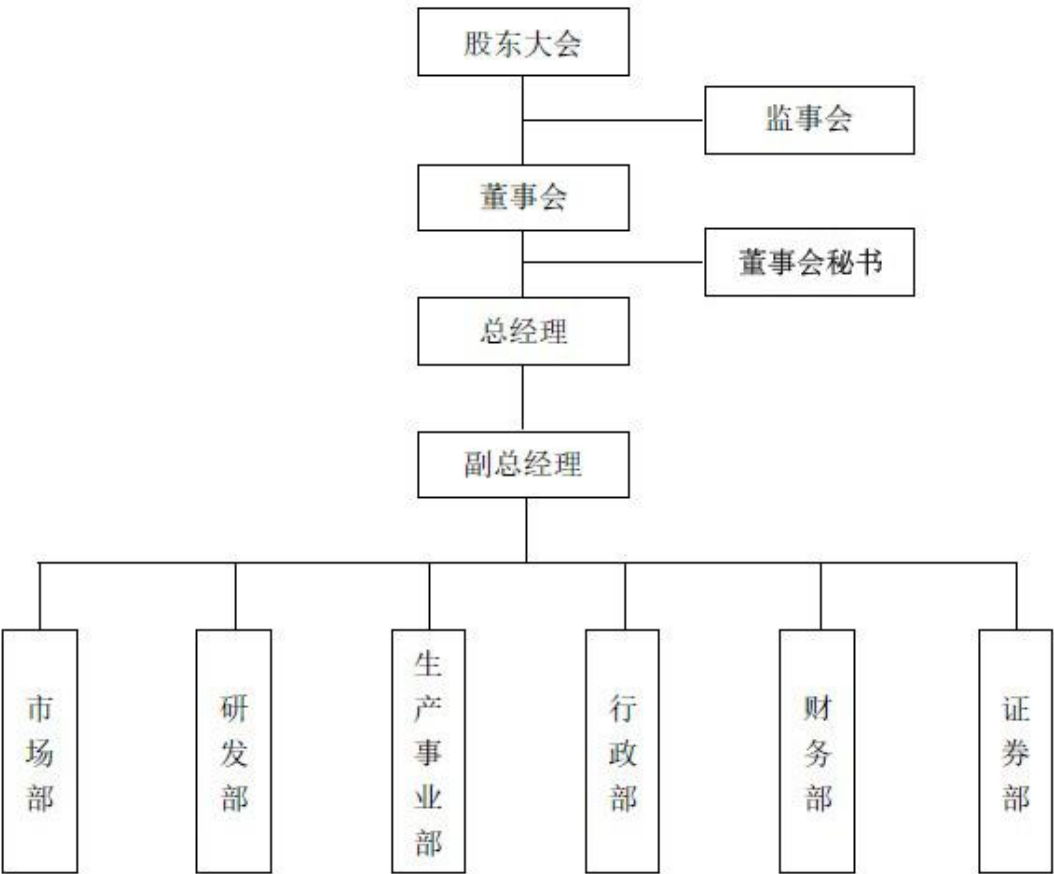 股东大会
监事会
董事会
董事会秘书
总经理
副总经理
市场部
研发部
生产事业部
行政部
财务部
证券部